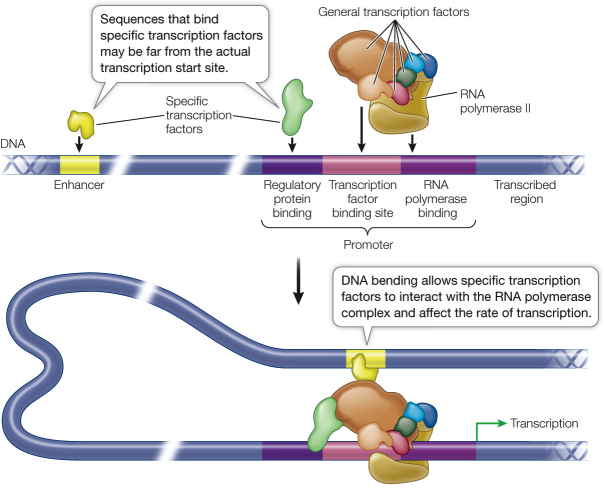 Sequences that bind
specific transcription factors
may be far from the actual
transcription start site.
General transcription factors
Specific
transcription
factors
RNA
polymerase II
DNA
Enhancer
Regulatory
protein
binding
Transcription
factor
binding site
RNA
polymerase
binding
Transcribed
region
Promoter
DNA bending allows specific transcription
factors to interact with the RNA polymerase
complex and affect the rate of transcription.
Transcription